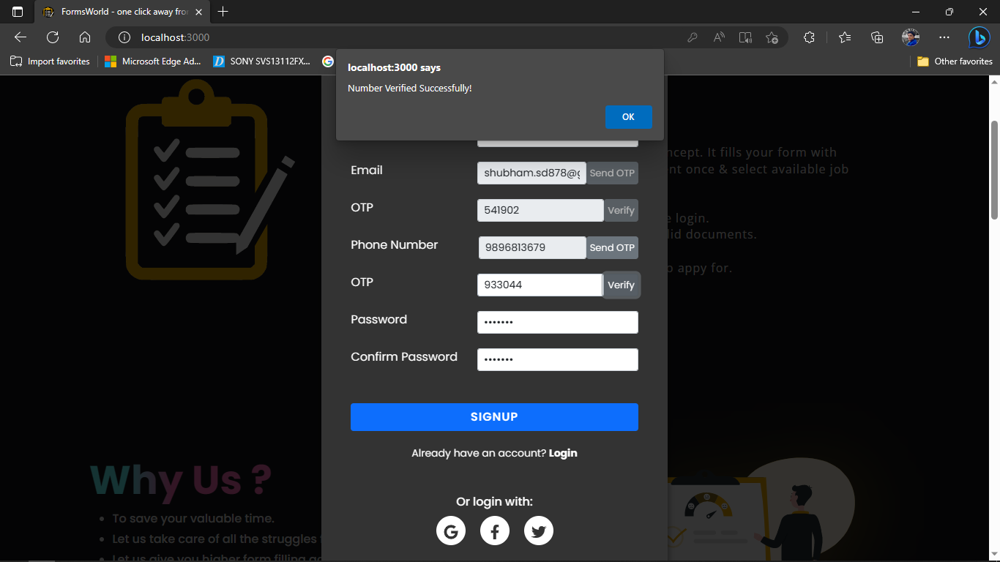 FormsWorld - one click away from
localhost:3000
Import favorites
Microsoft Edge Ad...
SONY SVS13112FX...
Other favorites
localhost:3000 says
Number Verified Successfully!
OK
ncept. It fills your form with
nt once & select available job
e login.
lid documents.
o appy for.
Email
shubham.sd878@g
Send OTP
OTP
541902
Verify
Phone Number
9896813679
Send OTP
OTP
933044
Verify
Password
•••••••
Confirm Password
•••••••
SIGNUP
Already have an account? Login
Or login with:
Why Us ?
• To save your valuable time.
• Let us take care of all the struggles
• Let us give you higher form filling ac